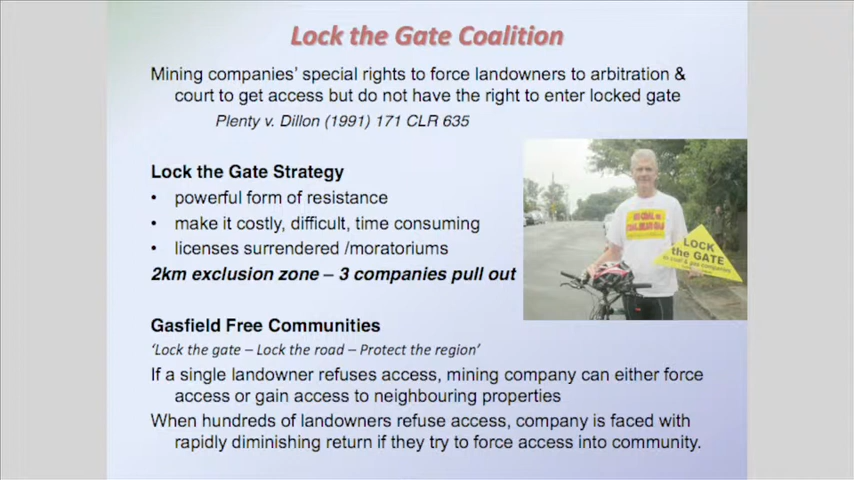 Lock the Gate Coalition
Mining companies' special rights to force landowners to arbitration &
court to get access but do not have the right to enter locked gate
Plenty v. Dillon (1991) 171 CLR 635
Lock the Gate Strategy
• powerful form of resistance
• make it costly, difficult, time consuming
• licenses surrendered /moratoriums
2km exclusion zone – 3 companies pull out
LOCK
the GATE
to coal & gas companies
Gasfield Free Communities
'Lock the gate – Lock the road – Protect the region'
If a single landowner refuses access, mining company can either force
access or gain access to neighbouring properties
When hundreds of landowners refuse access, company is faced with
rapidly diminishing return if they try to force access into community.